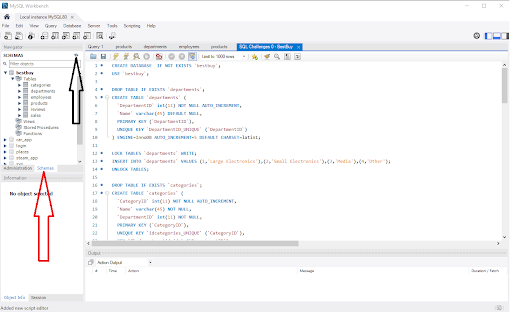 MySQL Workbench
Local instance MySQL80
File Edit View Query Database Server Tools Scripting Help
Navigator
SCHEMAS
Filter objects
bestbuy
Tables
categories
departments
employees
products
reviews
sales
Views
Stored Procedures
Functions
car_app
login
places
steam_app
Administration Schemas
Information
No object selected
Object Info Session
Added new script editor
Query 1 products departments employees products SQL Challenges 0 - BestBuy
Limit to 1000 rows
1 CREATE DATABASE IF NOT EXISTS `bestbuy`;
2 USE `bestbuy`;
3
4 DROP TABLE IF EXISTS `departments`;
5 CREATE TABLE `departments` (
6 `DepartmentID` int(11) NOT NULL AUTO_INCREMENT,
7 `Name` varchar(45) DEFAULT NULL,
8 PRIMARY KEY (`DepartmentID`),
9 UNIQUE KEY `DepartmentID_UNIQUE` (`DepartmentID`)
10 ) ENGINE=InnoDB AUTO_INCREMENT=5 DEFAULT CHARSET=latin1;
11
12 LOCK TABLES `departments` WRITE;
13 INSERT INTO `departments` VALUES (1,'Large Electronics'),(2,'Small Electronics'),(3,'Media'),(4,'Other');
14 UNLOCK TABLES;
15
16 DROP TABLE IF EXISTS `categories`;
17 CREATE TABLE `categories` (
18 `CategoryID` int(11) NOT NULL AUTO_INCREMENT,
19 `Name` varchar(45) NOT NULL,
20 `DepartmentID` int(11) NOT NULL,
21 PRIMARY KEY (`CategoryID`),
22 UNIQUE KEY `idcategories_UNIQUE` (`CategoryID`),
Output
Action Output
# Time Action Message Duration / Fetch